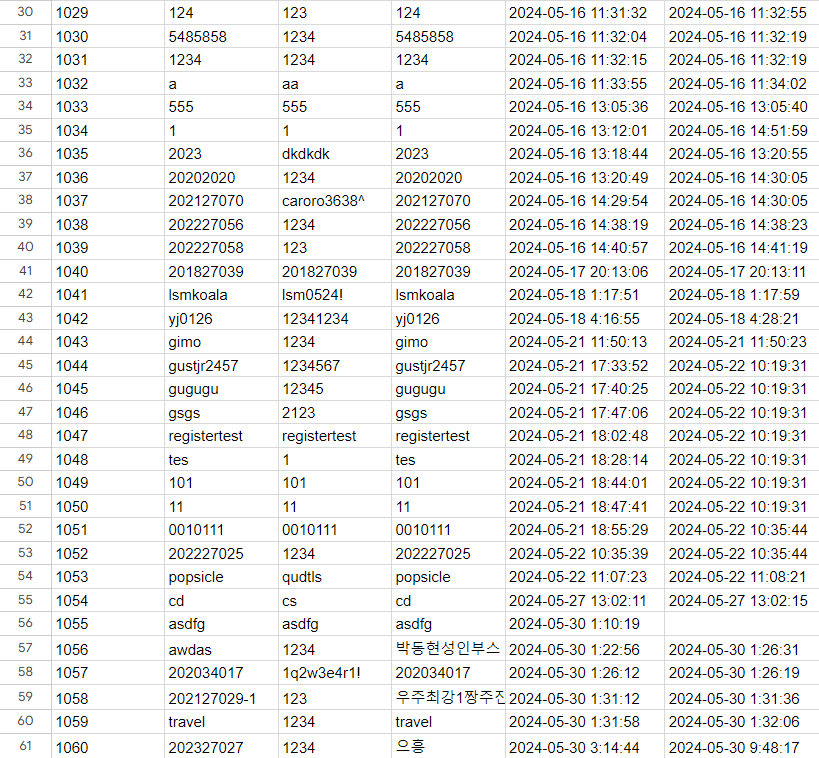 30 1029 124 123 124 2024-05-16 11:31:32 2024-05-16 11:32:55
31 1030 5485858 1234 5485858 2024-05-16 11:32:04 2024-05-16 11:32:19
32 1031 1234 1234 1234 2024-05-16 11:32:15 2024-05-16 11:32:19
33 1032 a aa a 2024-05-16 11:33:55 2024-05-16 11:34:02
34 1033 555 555 555 2024-05-16 13:05:36 2024-05-16 13:05:40
35 1034 1 1 1 2024-05-16 13:12:01 2024-05-16 14:51:59
36 1035 2023 dkdkdk 2023 2024-05-16 13:18:44 2024-05-16 13:20:55
37 1036 20202020 1234 20202020 2024-05-16 13:20:49 2024-05-16 14:30:05
38 1037 202127070 caroro3638^ 202127070 2024-05-16 14:29:54 2024-05-16 14:30:05
39 1038 202227056 1234 202227056 2024-05-16 14:38:19 2024-05-16 14:38:23
40 1039 202227058 123 202227058 2024-05-16 14:40:57 2024-05-16 14:41:19
41 1040 201827039 201827039 201827039 2024-05-17 20:13:06 2024-05-17 20:13:11
42 1041 lsmkoala lsm0524! lsmkoala 2024-05-18 1:17:51 2024-05-18 1:17:59
43 1042 yj0126 12341234 yj0126 2024-05-18 4:16:55 2024-05-18 4:28:21
44 1043 gimo 1234 gimo 2024-05-21 11:50:13 2024-05-21 11:50:23
45 1044 gustjr2457 1234567 gustjr2457 2024-05-21 17:33:52 2024-05-22 10:19:31
46 1045 gugugu 12345 gugugu 2024-05-21 17:40:25 2024-05-22 10:19:31
47 1046 gsgs 2123 gsgs 2024-05-21 17:47:06 2024-05-22 10:19:31
48 1047 registertest registertest registertest 2024-05-21 18:02:48 2024-05-22 10:19:31
49 1048 tes 1 tes 2024-05-21 18:28:14 2024-05-22 10:19:31
50 1049 101 101 101 2024-05-21 18:44:01 2024-05-22 10:19:31
51 1050 11 11 11 2024-05-21 18:47:41 2024-05-22 10:19:31
52 1051 0010111 0010111 0010111 2024-05-21 18:55:29 2024-05-22 10:35:44
53 1052 202227025 1234 202227025 2024-05-22 10:35:39 2024-05-22 10:35:44
54 1053 popsicle qudtls popsicle 2024-05-22 11:07:23 2024-05-22 11:08:21
55 1054 cd cs cd 2024-05-27 13:02:11 2024-05-27 13:02:15
56 1055 asdfg asdfg asdfg 2024-05-30 1:10:19
57 1056 awdas 1234 박동현성인부스 2024-05-30 1:22:56 2024-05-30 1:26:31
58 1057 202034017 1q2w3e4r1! 202034017 2024-05-30 1:26:12 2024-05-30 1:26:19
59 1058 202127029-1 123 우주최강1짱주 2024-05-30 1:31:12 2024-05-30 1:31:36
60 1059 travel 1234 travel 2024-05-30 1:31:58 2024-05-30 1:32:06
61 1060 202327027 1234 으흥 2024-05-30 3:14:44 2024-05-30 9:48:17